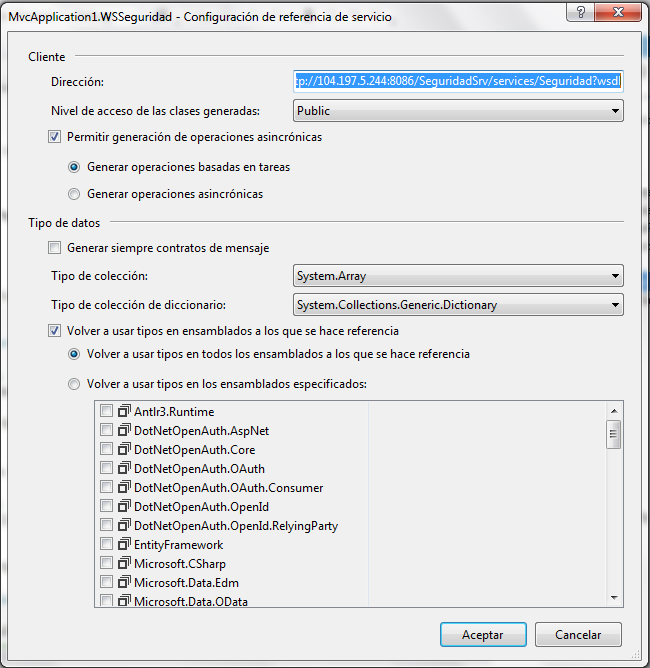 MvcApplication1.WSSeguridad - Configuración de referencia de servicio
?
Cliente
Dirección: tp://104.197.5.244:8086/SeguridadSrv/services/Seguridad?wsdl
Nivel de acceso de las clases generadas: Public
Permitir generación de operaciones asincrónicas
Generar operaciones basadas en tareas
Generar operaciones asincrónicas
Tipo de datos
Generar siempre contratos de mensaje
Tipo de colección: System.Array
Tipo de colección de diccionario: System.Collections.Generic.Dictionary
Volver a usar tipos en ensamblados a los que se hace referencia
Volver a usar tipos en todos los ensamblados a los que se hace referencia
Volver a usar tipos en los ensamblados especificados:
Antlr3.Runtime
DotNetOpenAuth.AspNet
DotNetOpenAuth.Core
DotNetOpenAuth.OAuth
DotNetOpenAuth.OAuth.Consumer
DotNetOpenAuth.OpenId
DotNetOpenAuth.OpenId.RelyingParty
EntityFramework
Microsoft.CSharp
Microsoft.Data.Edm
Microsoft.Data.OData
Aceptar Cancelar